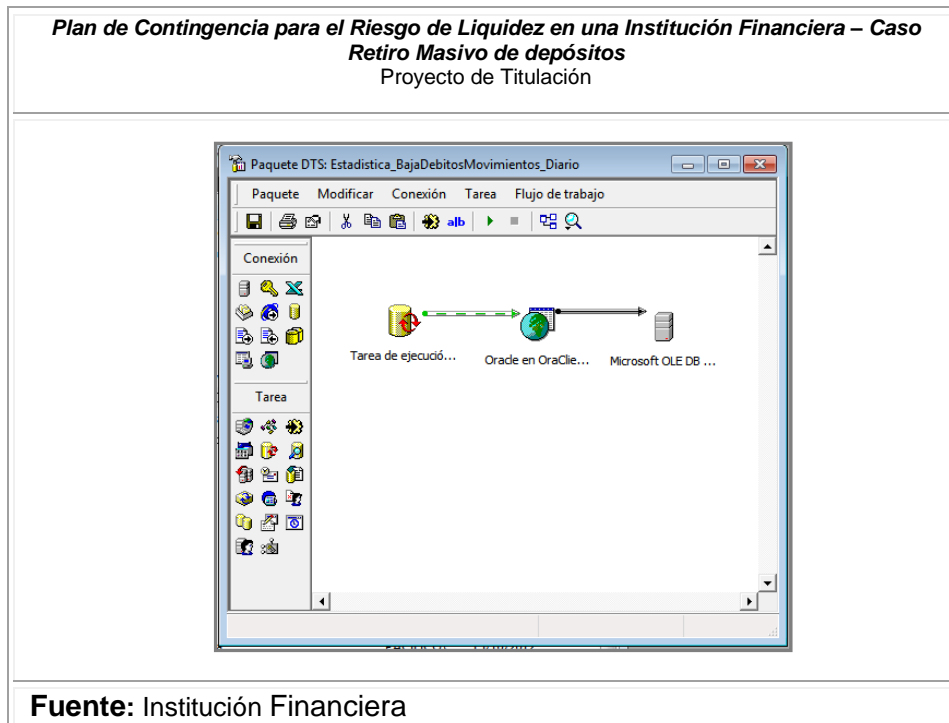 Plan de Contingencia para el Riesgo de Liquidez en una Institución Financiera – Caso
Retiro Masivo de depósitos
Proyecto de Titulación
Paquete DTS: Estadistica_BajaDebitosMovimientos_Diario
Paquete Modificar Conexión Tarea Flujo de trabajo
alb
Conexión
Tarea de ejecució...
Oracle en OraClie...
Microsoft OLE DB ...
Tarea
Fuente: Institución Financiera